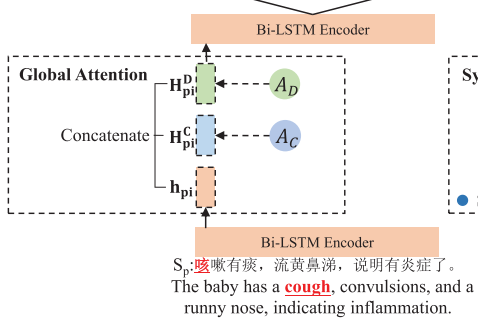 Bi-LSTM Encoder
Global Attention
Sy
H^D_pi
A_D
Concatenate
H^C_pi
A_C
h_pi
Bi-LSTM Encoder
S_p:咳嗽有痰，流黄鼻涕，说明有炎症了。
The baby has a cough, convulsions, and a
runny nose, indicating inflammation.